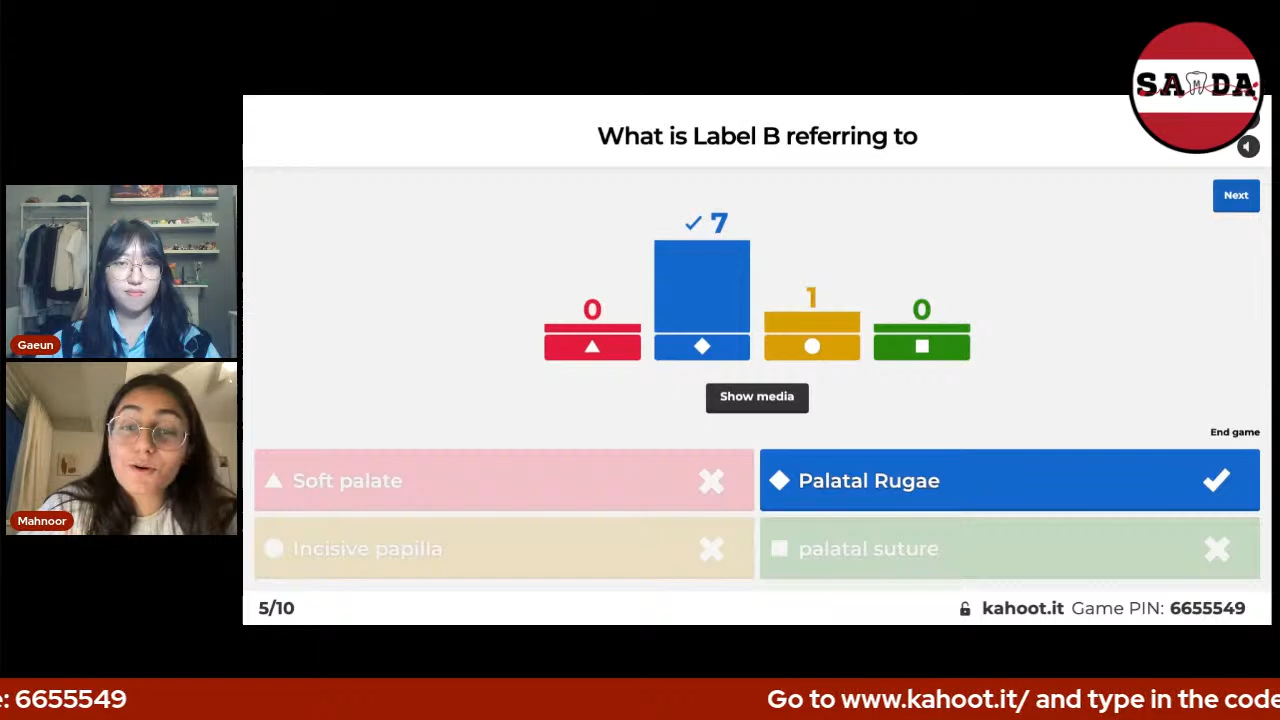 SAMDA
What is Label B referring to
Next
7
0
1
0
Show media
End game
Soft palate
Palatal Rugae
Incisive papilla
palatal suture
5/10
kahoot.it Game PIN: 6655549
Gaeun
Mahnoor
: 6655549
Go to www.kahoot.it/ and type in the code